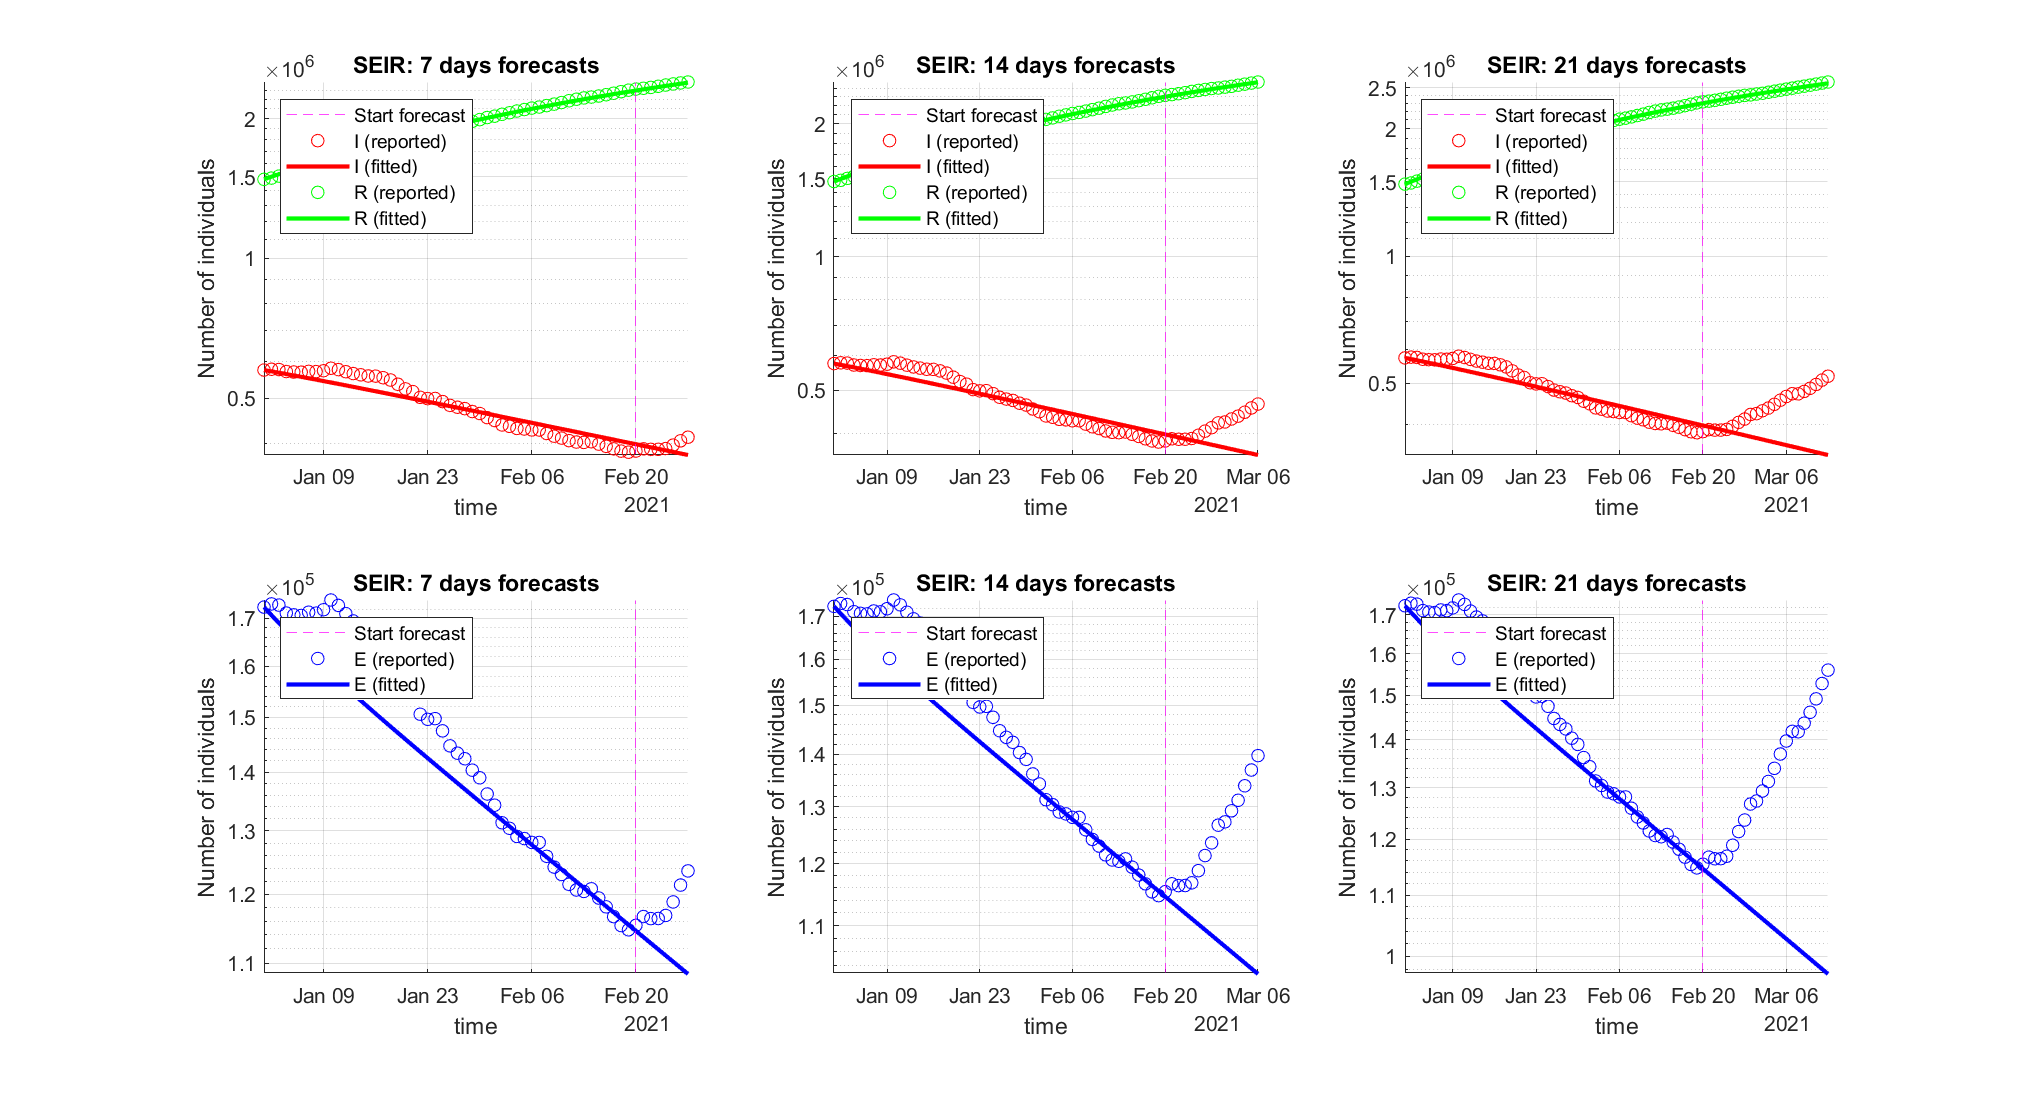 ×10^6
SEIR: 7 days forecasts
Start forecast
I (reported)
I (fitted)
R (reported)
R (fitted)
2
1.5
1
0.5
Number of individuals
Jan 09
Jan 23
Feb 06
Feb 20
time
2021
×10^6
SEIR: 14 days forecasts
Start forecast
I (reported)
I (fitted)
R (reported)
R (fitted)
2
1.5
1
0.5
Number of individuals
Jan 09
Jan 23
Feb 06
Feb 20
Mar 06
time
2021
×10^6
SEIR: 21 days forecasts
Start forecast
I (reported)
I (fitted)
R (reported)
R (fitted)
2.5
2
1.5
1
0.5
Number of individuals
Jan 09
Jan 23
Feb 06
Feb 20
Mar 06
time
2021
×10^5
SEIR: 7 days forecasts
Start forecast
E (reported)
E (fitted)
1.7
1.6
1.5
1.4
1.3
1.2
1.1
Number of individuals
Jan 09
Jan 23
Feb 06
Feb 20
time
2021
×10^5
SEIR: 14 days forecasts
Start forecast
E (reported)
E (fitted)
1.7
1.6
1.5
1.4
1.3
1.2
1.1
Number of individuals
Jan 09
Jan 23
Feb 06
Feb 20
Mar 06
time
2021
×10^5
SEIR: 21 days forecasts
Start forecast
E (reported)
E (fitted)
1.7
1.6
1.5
1.4
1.3
1.2
1.1
1
Number of individuals
Jan 09
Jan 23
Feb 06
Feb 20
Mar 06
time
2021